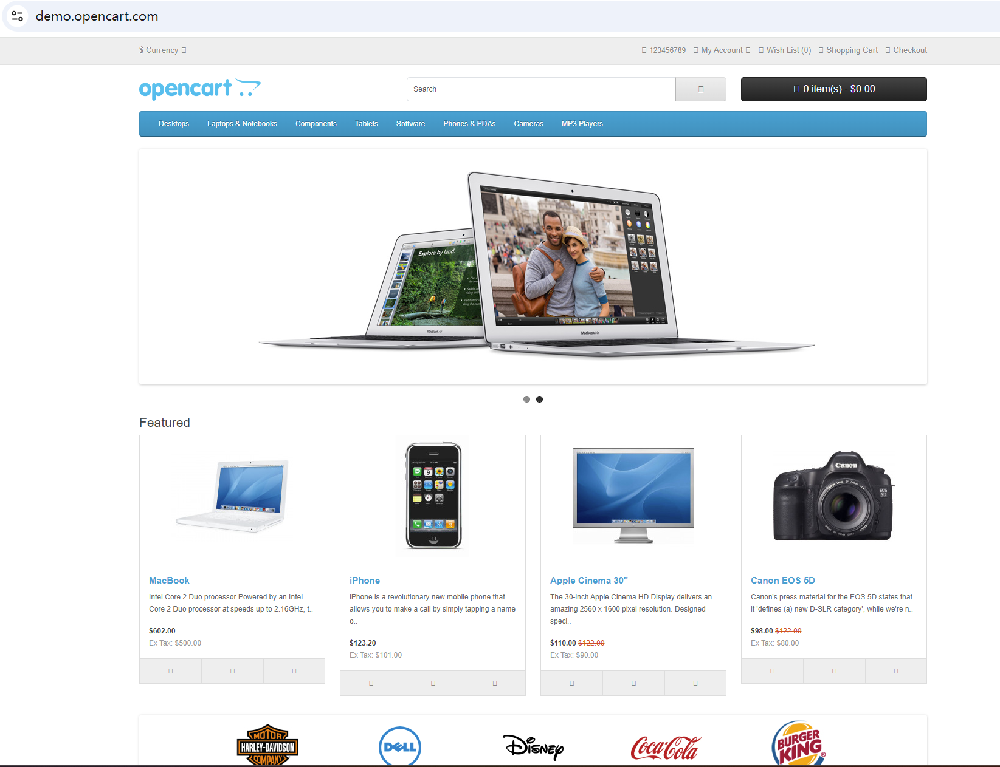 demo.opencart.com
$ Currency
123456789 My Account Wish List (0) Shopping Cart Checkout
opencart
Search
0 item(s) - $0.00
Desktops Laptops & Notebooks Components Tablets Software Phones & PDAs Cameras MP3 Players
Explore by land.
MacBook Air
MacBook Air
Featured
Canon
EOS
5D
MacBook
Intel Core 2 Duo processor Powered by an Intel
Core 2 Duo processor at speeds up to 2.16GHz, t..
$602.00
Ex Tax: $500.00
iPhone
iPhone is a revolutionary new mobile phone that
allows you to make a call by simply tapping a name
o..
$123.20
Ex Tax: $101.00
Apple Cinema 30"
The 30-inch Apple Cinema HD Display delivers an
amazing 2560 x 1600 pixel resolution. Designed
speci..
$110.00 $122.00
Ex Tax: $90.00
Canon EOS 5D
Canon's press material for the EOS 5D states that
it 'defines (a) new D-SLR category', while we're n..
$98.00 $122.00
Ex Tax: $80.00
MOTOR
HARLEY-DAVIDSON
COMPANY
DELL
Disney
Coca-Cola
BURGER
KING